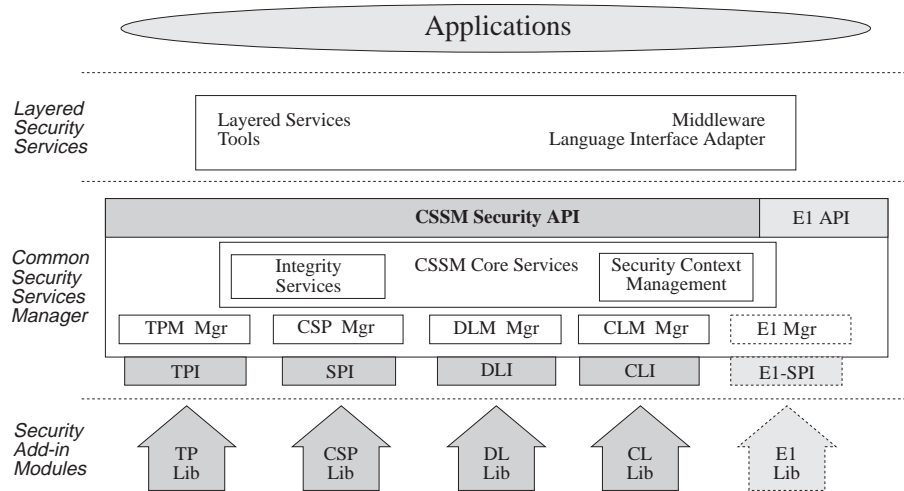 Applications
Layered
Security
Services
Layered Services
Tools
Middleware
Language Interface Adapter
CSSM Security API
E1 API
Common
Security
Services
Manager
Integrity
Services
CSSM Core Services
Security Context
Management
TPM Mgr
CSP Mgr
DLM Mgr
CLM Mgr
E1 Mgr
TPI
SPI
DLI
CLI
E1-SPI
Security
Add-in
Modules
TP
Lib
CSP
Lib
DL
Lib
CL
Lib
E1
Lib